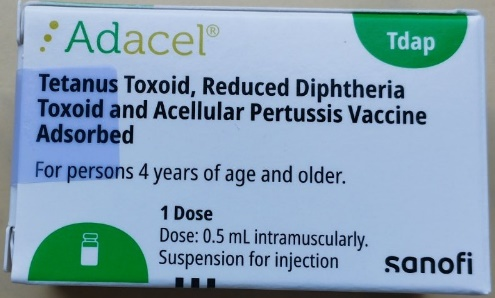 Adacel®
Tdap
Tetanus Toxoid, Reduced Diphtheria
Toxoid and Acellular Pertussis Vaccine
Adsorbed
For persons 4 years of age and older.
1 Dose
Dose: 0.5 mL intramuscularly.
Suspension for injection
sanofi